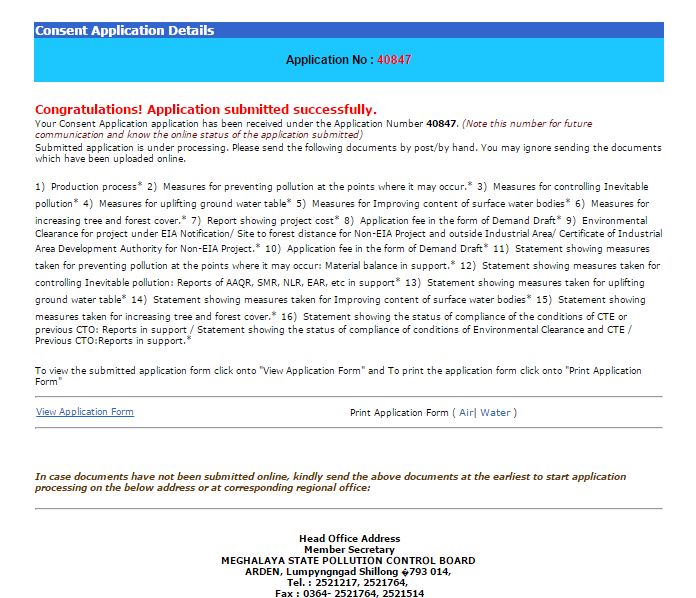 Consent Application Details
Application No : 40847
Congratulations! Application submitted successfully.
Your Consent Application application has been received under the Application Number 40847. (Note this number for future
communication and know the online status of the application submitted)
Submitted application is under processing. Please send the following documents by post/by hand. You may ignore sending the documents
which have been uploaded online.
1) Production process* 2) Measures for preventing pollution at the points where it may occur.* 3) Measures for controlling Inevitable
pollution* 4) Measures for uplifting ground water table* 5) Measures for Improving content of surface water bodies* 6) Measures for
increasing tree and forest cover.* 7) Report showing project cost* 8) Application fee in the form of Demand Draft* 9) Environmental
Clearance for project under EIA Notification/ Site to forest distance for Non-EIA Project and outside Industrial Area/ Certificate of Industrial
Area Development Authority for Non-EIA Project.* 10) Application fee in the form of Demand Draft* 11) Statement showing measures
taken for preventing pollution at the points where it may occur: Material balance in support.* 12) Statement showing measures taken for
controlling Inevitable pollution: Reports of AAQR, SMR, NLR, EAR, etc in support* 13) Statement showing measures taken for uplifting
ground water table* 14) Statement showing measures taken for Improving content of surface water bodies* 15) Statement showing
measures taken for increasing tree and forest cover.* 16) Statement showing the status of compliance of the conditions of CTE or
previous CTO: Reports in support / Statement showing the status of compliance of conditions of Environmental Clearance and CTE /
Previous CTO:Reports in support.*
To view the submitted application form click onto "View Application Form" and To print the application form click onto "Print Application
Form"
View Application Form Print Application Form ( Air| Water )
In case documents have not been submitted online, kindly send the above documents at the earliest to start application
processing on the below address or at corresponding regional office:
Head Office Address
Member Secretary
MEGHALAYA STATE POLLUTION CONTROL BOARD
ARDEN, Lumpyngngad Shillong �793 014,
Tel. : 2521217, 2521764,
Fax : 0364- 2521764, 2521514